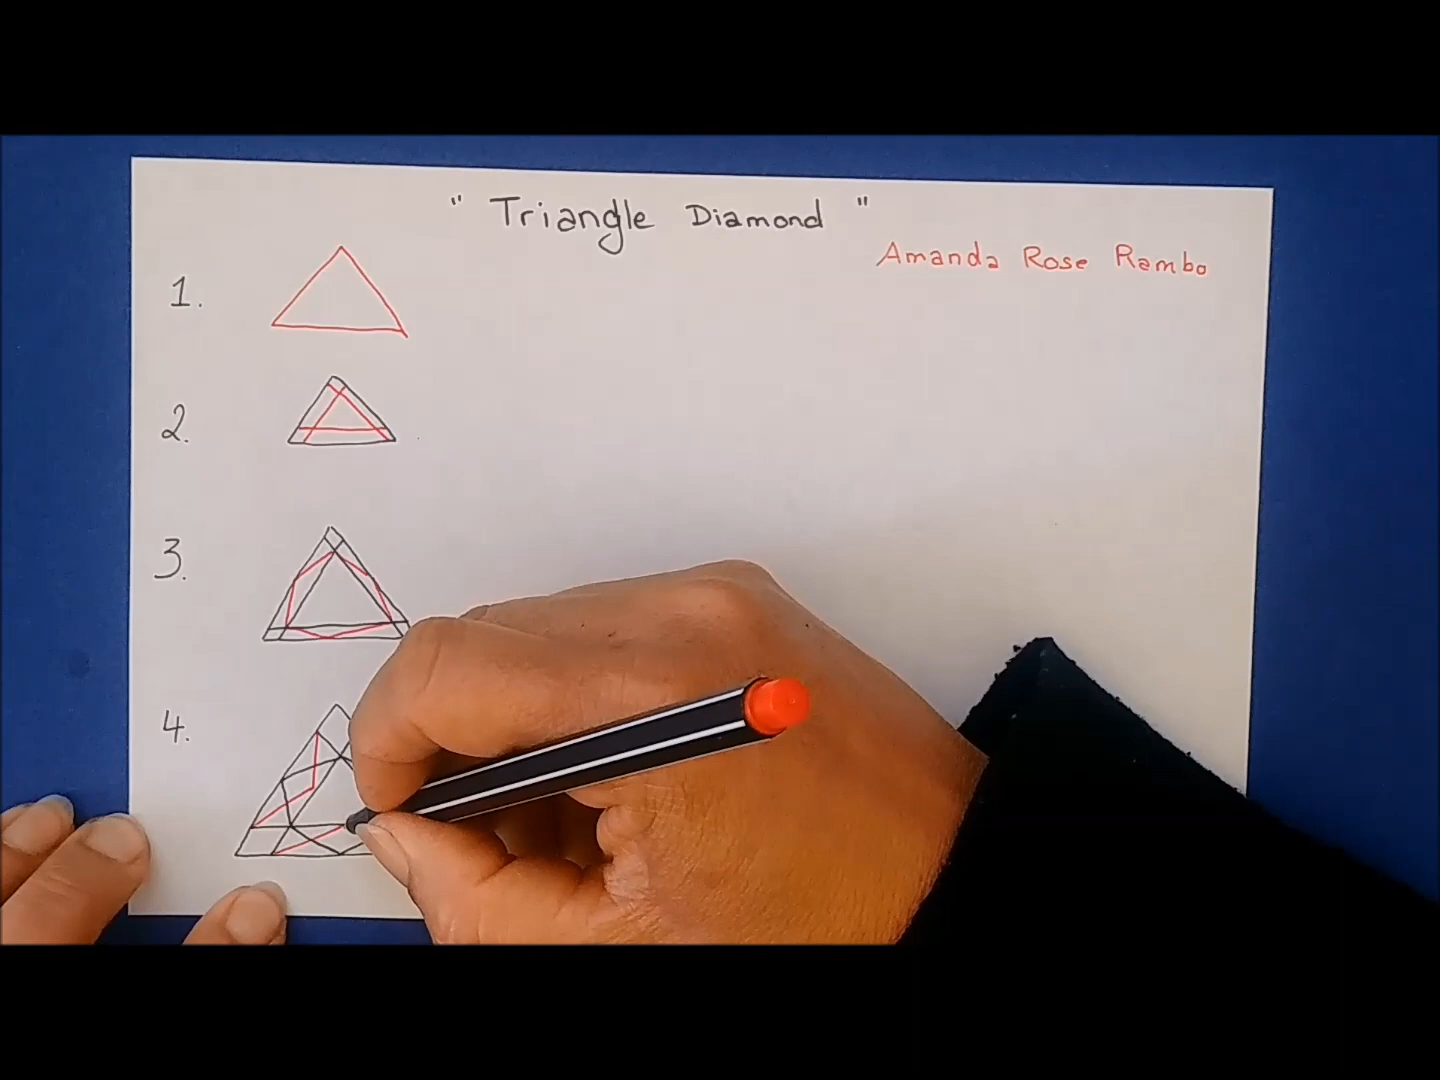 " Triangle Diamond "
Amanda Rose Rambo
1.
2.
3.
4.